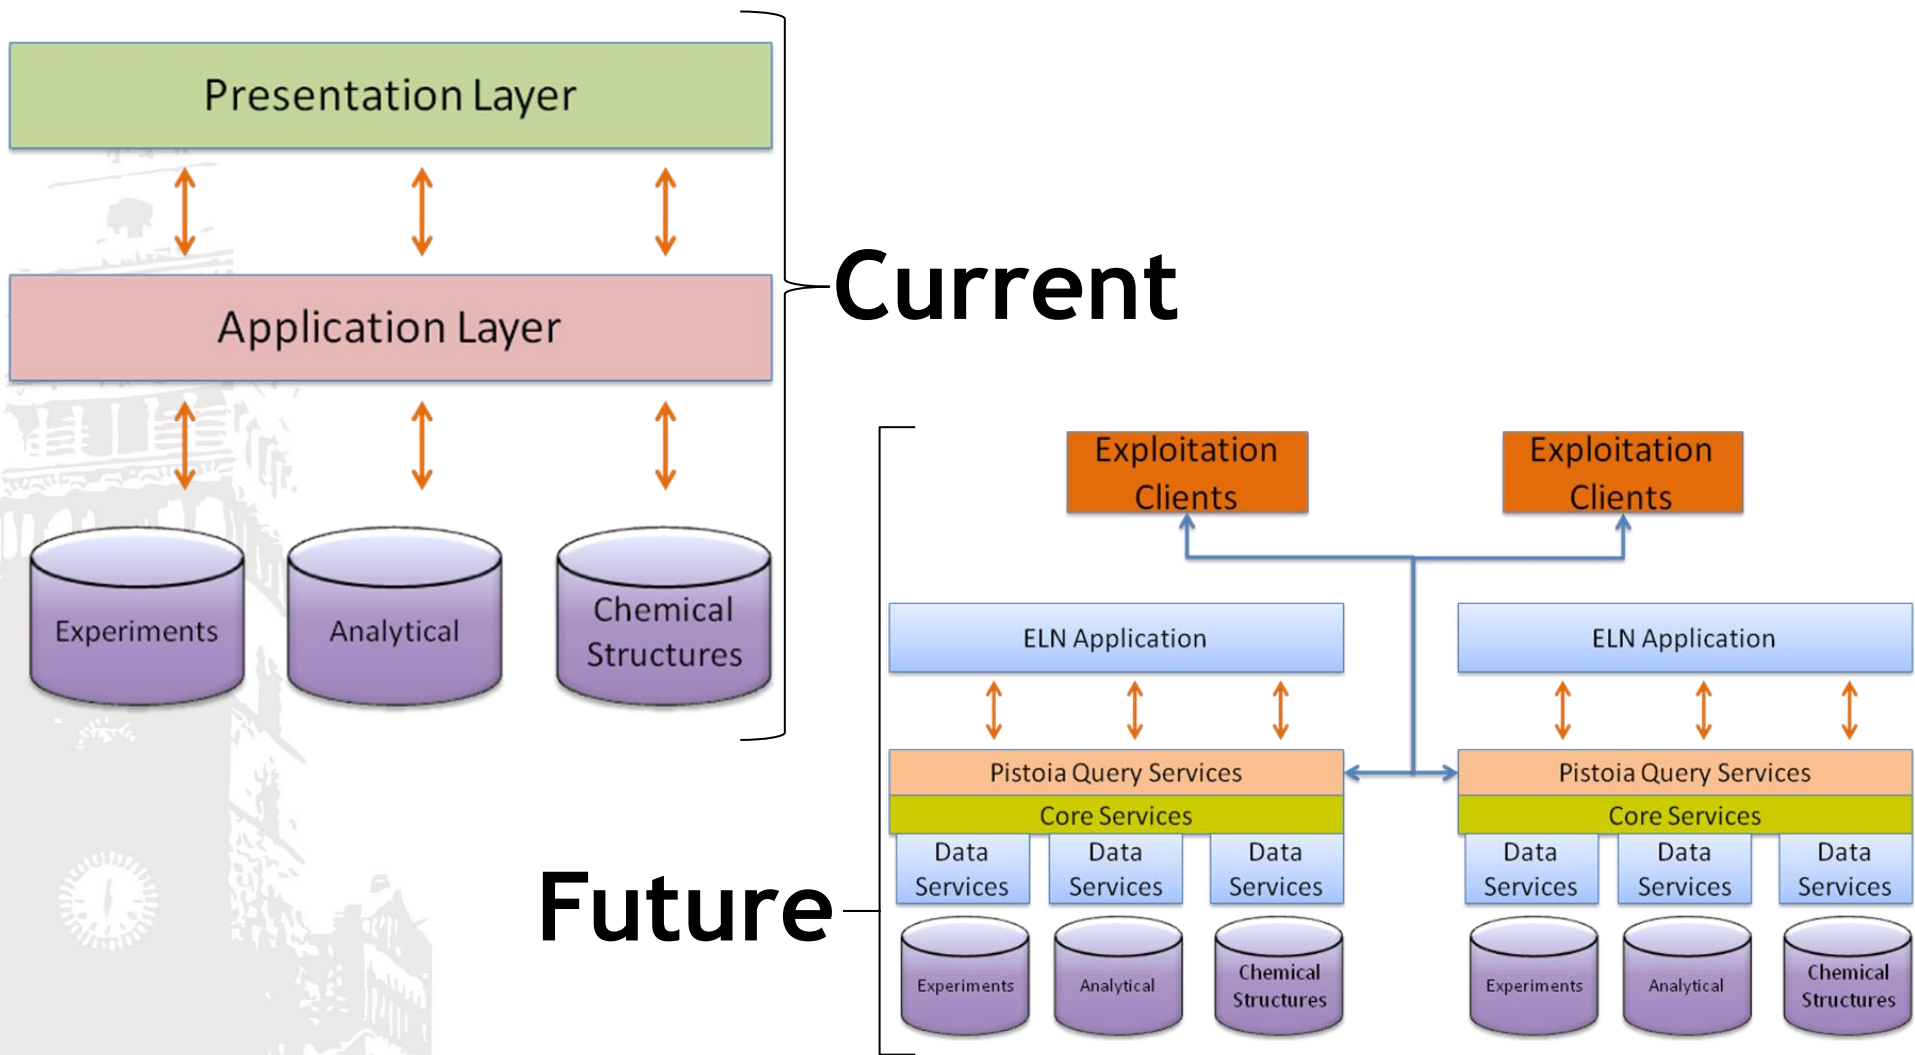 Presentation Layer
Application Layer
Experiments
Analytical
Chemical
Structures
Current
Future
Exploitation
Clients
Exploitation
Clients
ELN Application
ELN Application
Pistoia Query Services
Core Services
Data
Services
Data
Services
Data
Services
Experiments
Analytical
Chemical
Structures
Pistoia Query Services
Core Services
Data
Services
Data
Services
Data
Services
Experiments
Analytical
Chemical
Structures